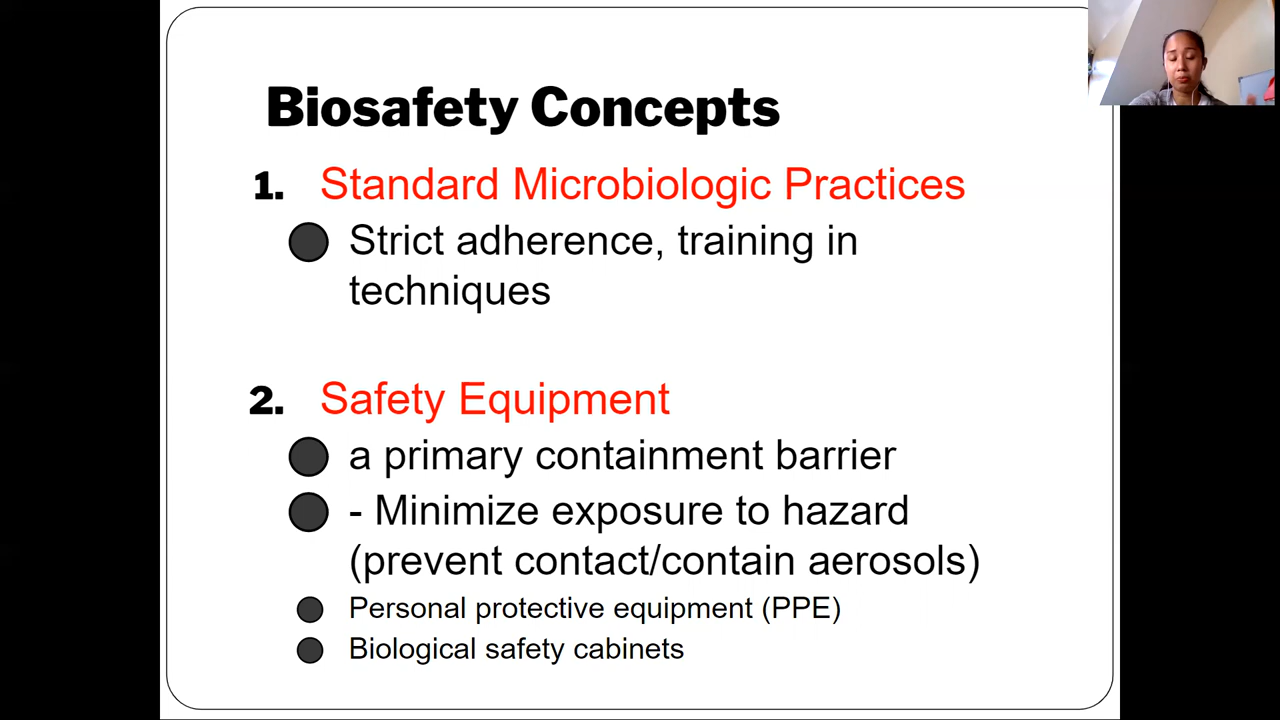 Biosafety Concepts
1. Standard Microbiologic Practices
Strict adherence, training in
techniques
2. Safety Equipment
a primary containment barrier
- Minimize exposure to hazard
(prevent contact/contain aerosols)
Personal protective equipment (PPE)
Biological safety cabinets